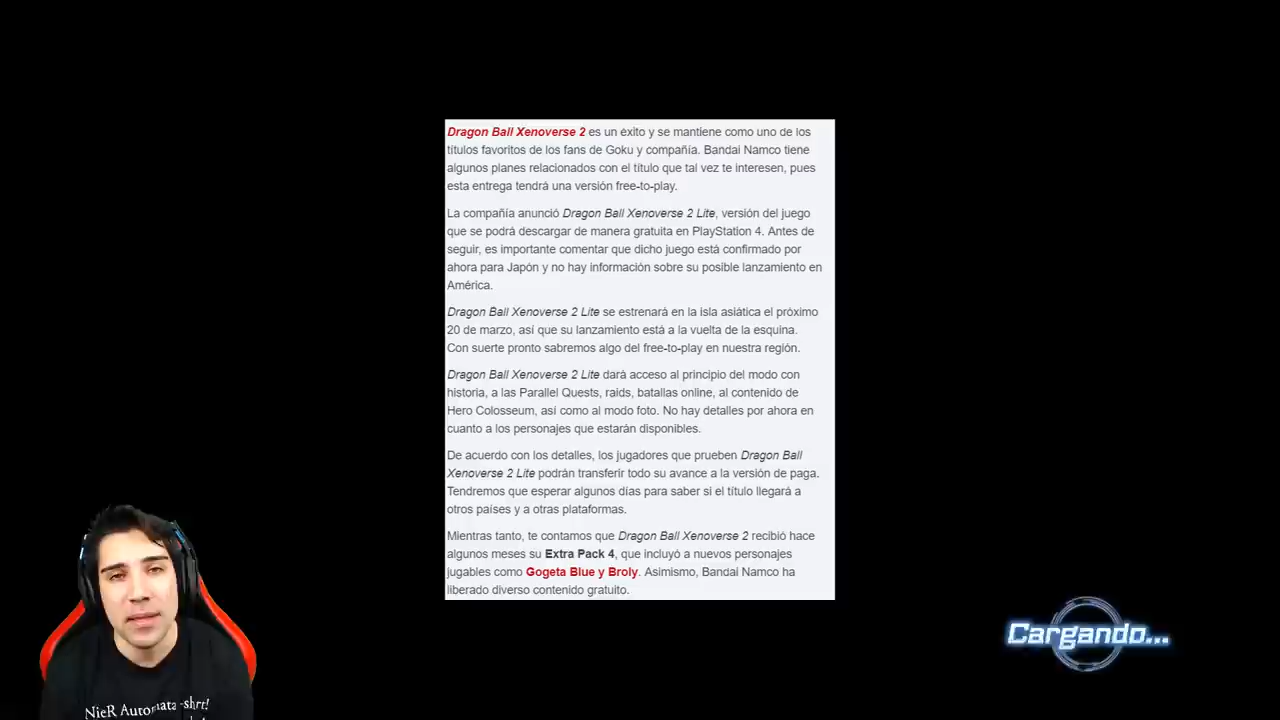 Dragon Ball Xenoverse 2 es un éxito y se mantiene como uno de los
títulos favoritos de los fans de Goku y compañía. Bandai Namco tiene
algunos planes relacionados con el título que tal vez te interesen, pues
esta entrega tendrá una versión free-to-play.
La compañía anunció Dragon Ball Xenoverse 2 Lite, versión del juego
que se podrá descargar de manera gratuita en PlayStation 4. Antes de
seguir, es importante comentar que dicho juego está confirmado por
ahora para Japón y no hay información sobre su posible lanzamiento en
América.
Dragon Ball Xenoverse 2 Lite se estrenará en la isla asiática el próximo
20 de marzo, así que su lanzamiento está a la vuelta de la esquina.
Con suerte pronto sabremos algo del free-to-play en nuestra región.
Dragon Ball Xenoverse 2 Lite dará acceso al principio del modo con
historia, a las Parallel Quests, raids, batallas online, al contenido de
Hero Colosseum, así como al modo foto. No hay detalles por ahora en
cuanto a los personajes que estarán disponibles.
De acuerdo con los detalles, los jugadores que prueben Dragon Ball
Xenoverse 2 Lite podrán transferir todo su avance a la versión de paga.
Tendremos que esperar algunos días para saber si el título llegará a
otros países y a otras plataformas.
Mientras tanto, te contamos que Dragon Ball Xenoverse 2 recibió hace
algunos meses su Extra Pack 4, que incluyó a nuevos personajes
jugables como Gogeta Blue y Broly. Asimismo, Bandai Namco ha
liberado diverso contenido gratuito.
Cargando...
NieR Automata -shrt!